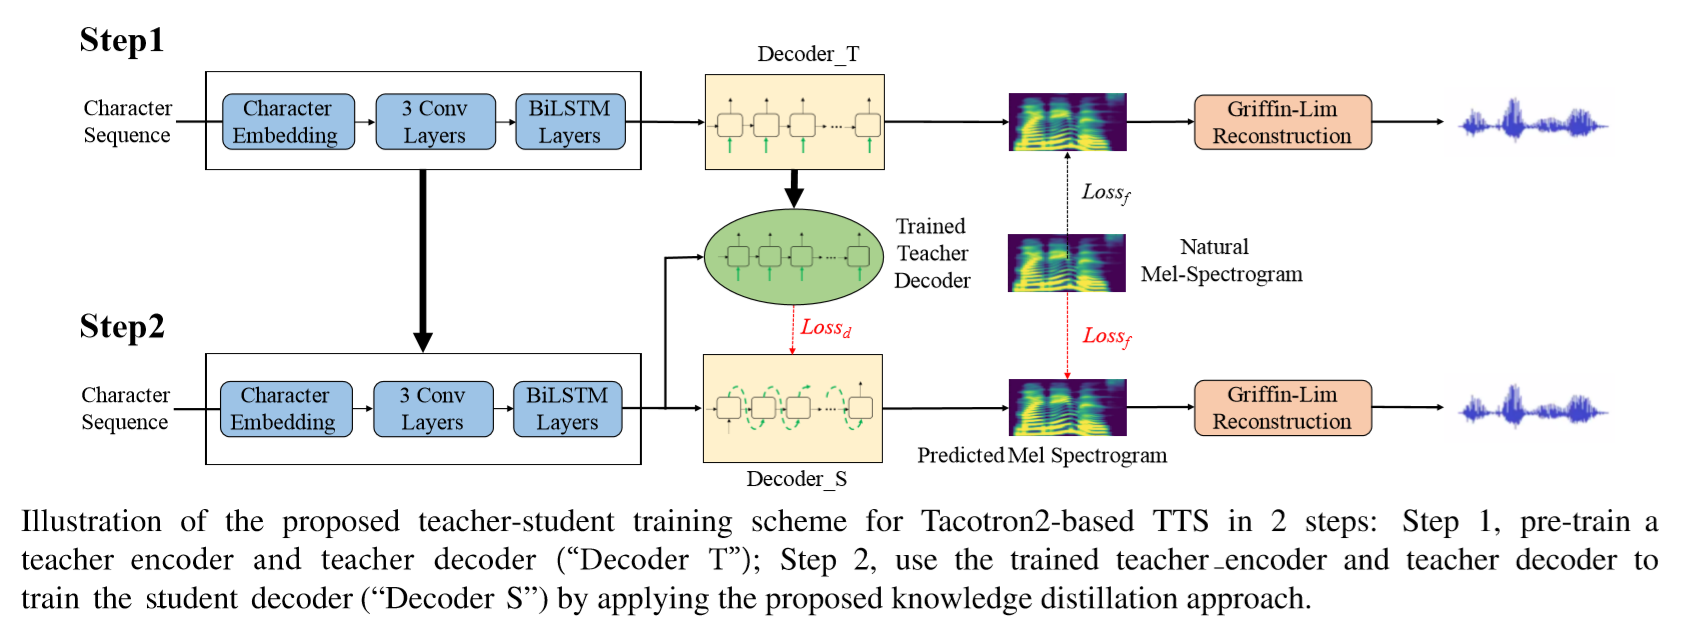 Step1
Decoder_T
Character
Sequence
Character
Embedding
3 Conv
Layers
BiLSTM
Layers
Griffin-Lim
Reconstruction
Loss_f
Trained
Teacher
Decoder
Natural
Mel-Spectrogram
Step2
Loss_d
Loss_f
Character
Sequence
Character
Embedding
3 Conv
Layers
BiLSTM
Layers
Griffin-Lim
Reconstruction
Predicted Mel Spectrogram
Decoder_S
Illustration of the proposed teacher-student training scheme for Tacotron2-based TTS in 2 steps: Step 1, pre-train a
teacher encoder and teacher decoder (“Decoder T”); Step 2, use the trained teacher_encoder and teacher decoder to
train the student decoder (“Decoder S”) by applying the proposed knowledge distillation approach.